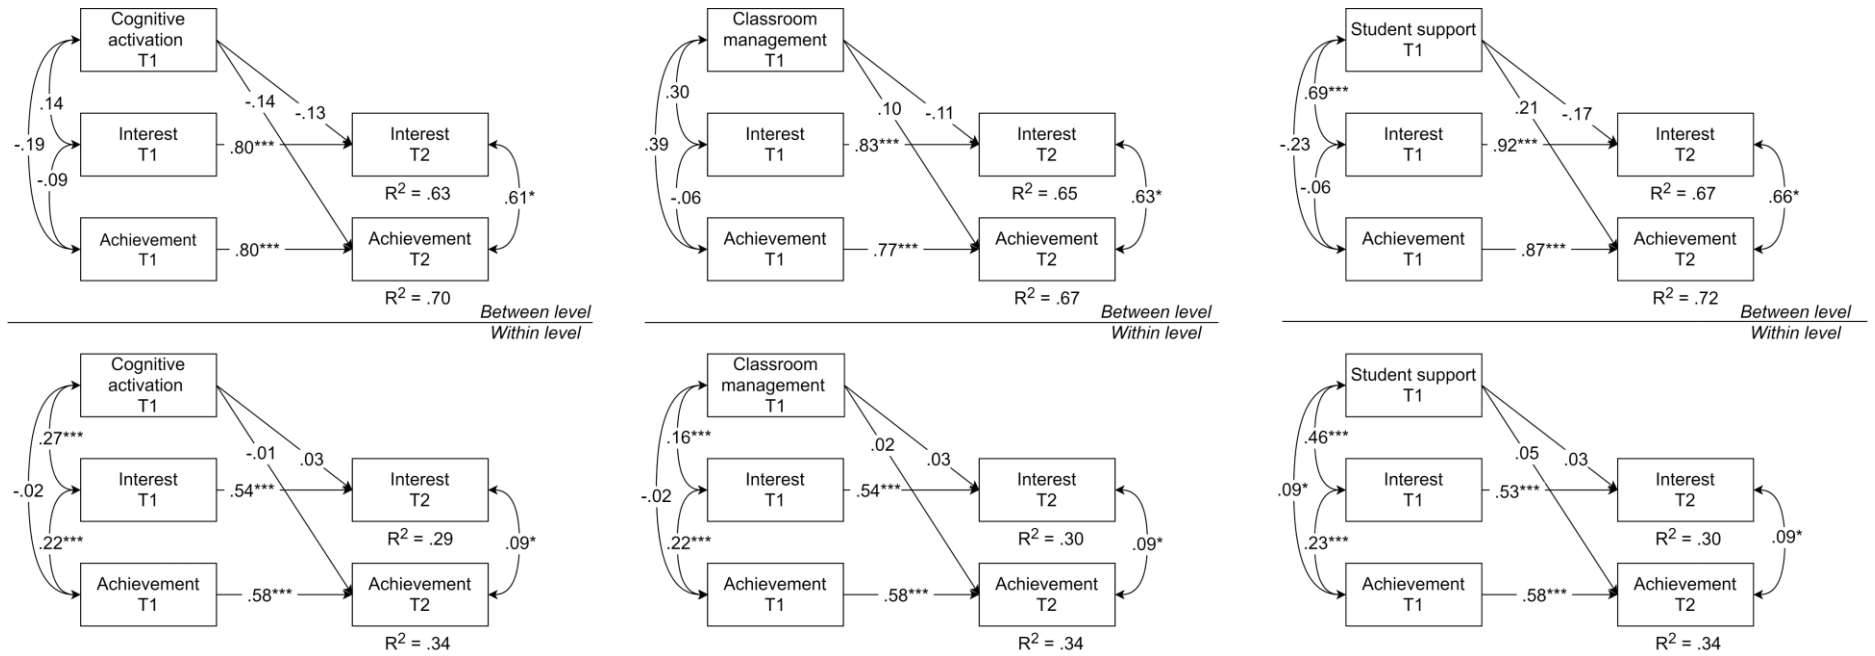 Cognitive
activation
T1
.14
-.14
-.13
Interest
T1
Interest
T2
-.19
.80***
-.09
R2 = .63
.61*
Achievement
T1
.80***
Achievement
T2
R2 = .70
Between level
Within level
Cognitive
activation
T1
.27***
-.01
.03
Interest
T1
Interest
T2
-.02
.54***
.22***
R2 = .29
.09*
Achievement
T1
.58***
Achievement
T2
R2 = .34
Classroom
management
T1
.30
.10
-.11
Interest
T1
Interest
T2
.39
.83***
-.06
R2 = .65
.63*
Achievement
T1
.77***
Achievement
T2
R2 = .67
Between level
Within level
Classroom
management
T1
.16***
.02
.03
Interest
T1
Interest
T2
-.02
.54***
.22***
R2 = .30
.09*
Achievement
T1
.58***
Achievement
T2
R2 = .34
Student support
T1
.69***
.21
-.17
Interest
T1
Interest
T2
-.23
.92***
-.06
R2 = .67
.66*
Achievement
T1
.87***
Achievement
T2
R2 = .72
Between level
Within level
Student support
T1
.46***
.05
.03
Interest
T1
Interest
T2
.09*
.53***
.23***
R2 = .30
.09*
Achievement
T1
.58***
Achievement
T2
R2 = .34